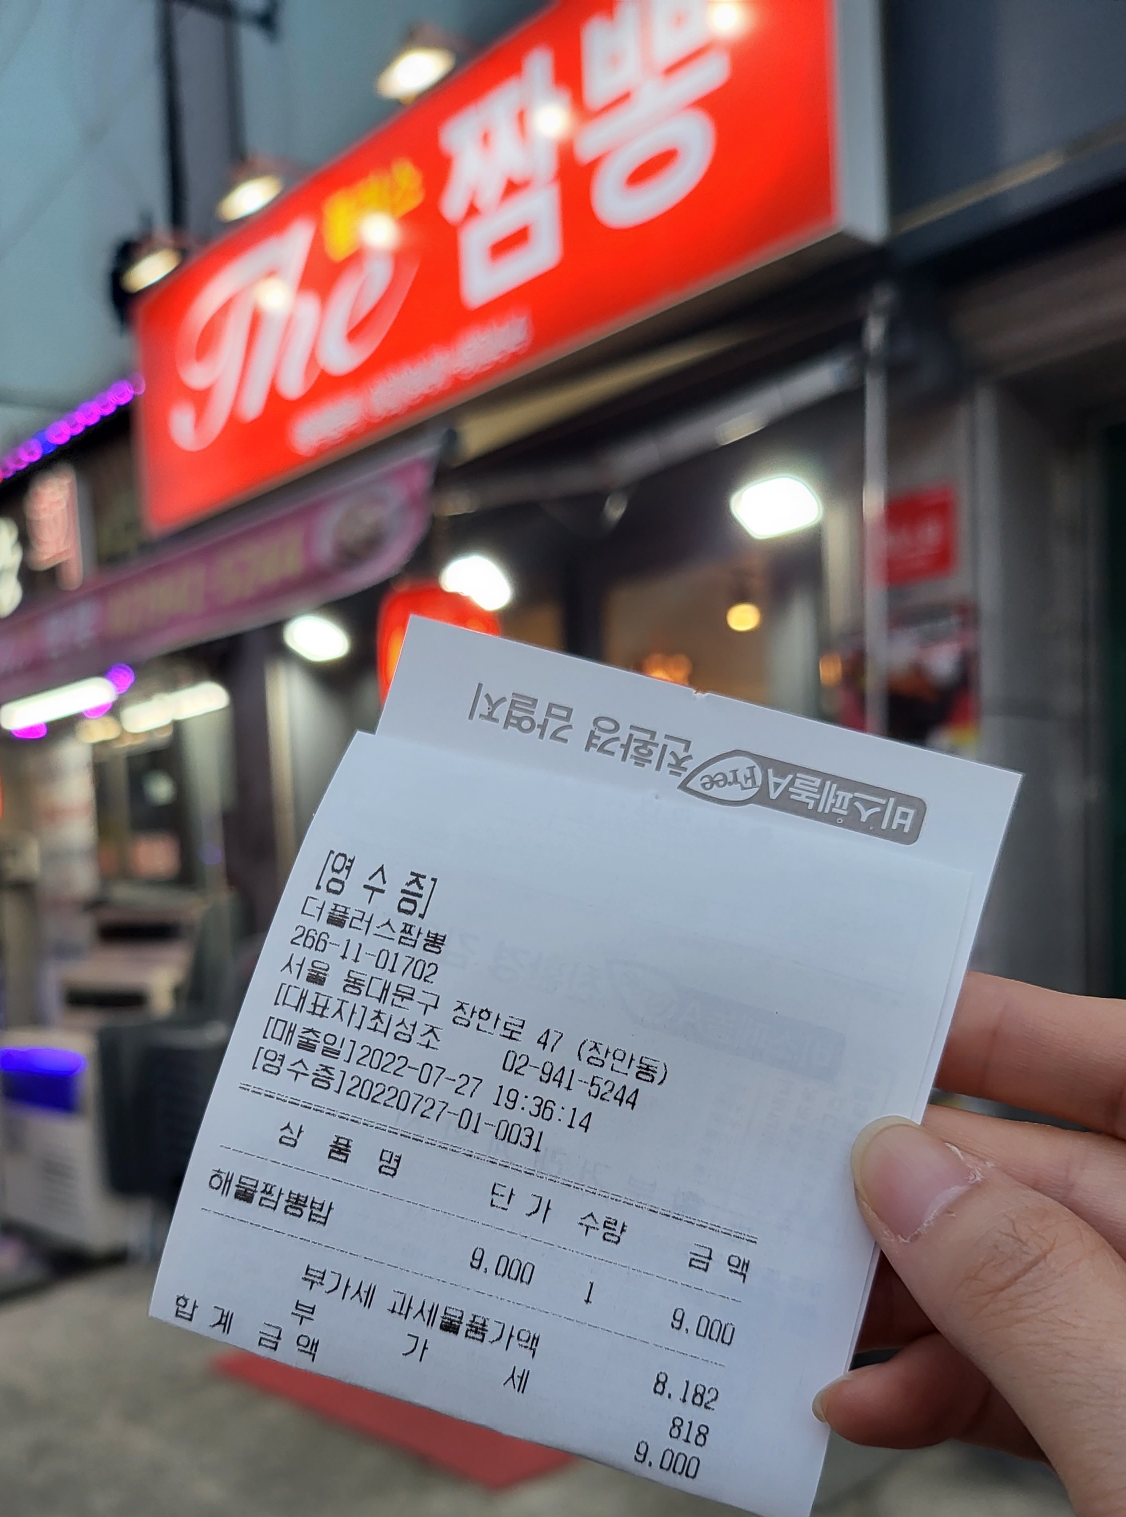 The 플러스 짬뽕
친환경 감열지
비스페놀A Free
[영 수 증]
더플러스짬뽕
266-11-01702
서울 동대문구 장한로 47 (장안동)
[대표자]최성조 02-941-5244
[매출일]2022-07-27 19:36:14
[영수증]20220727-01-0031
상 품 명 단 가 수량 금 액
해물짬뽕밥
9,000 1 9,000
부가세 과세물품가액 8,182
부 가 세 818
합 계 금 액 9,000